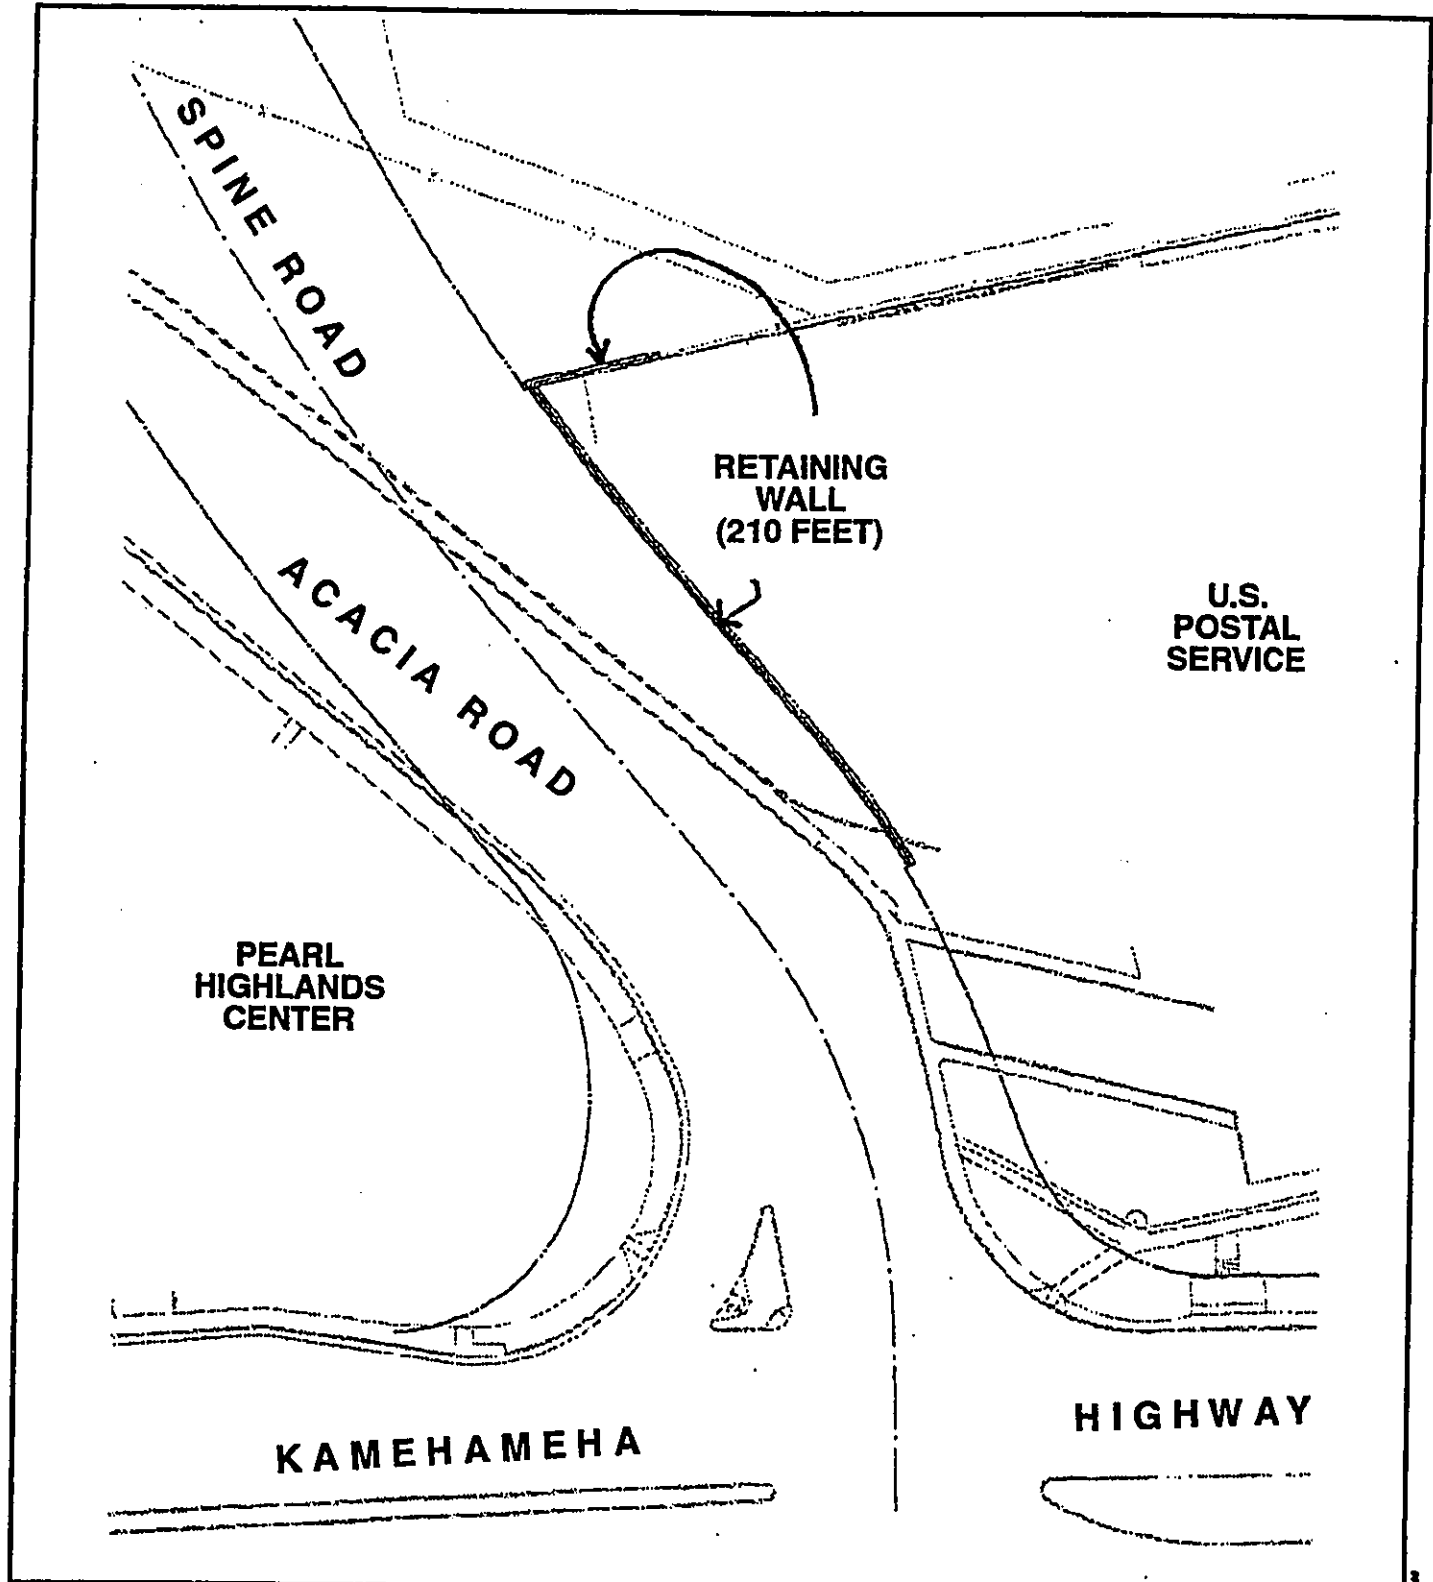 SPINE ROAD
RETAINING
WALL
(210 FEET)
ACACIA ROAD
U.S.
POSTAL
SERVICE
PEARL
HIGHLANDS
CENTER
KAMEHAMEHA HIGHWAY